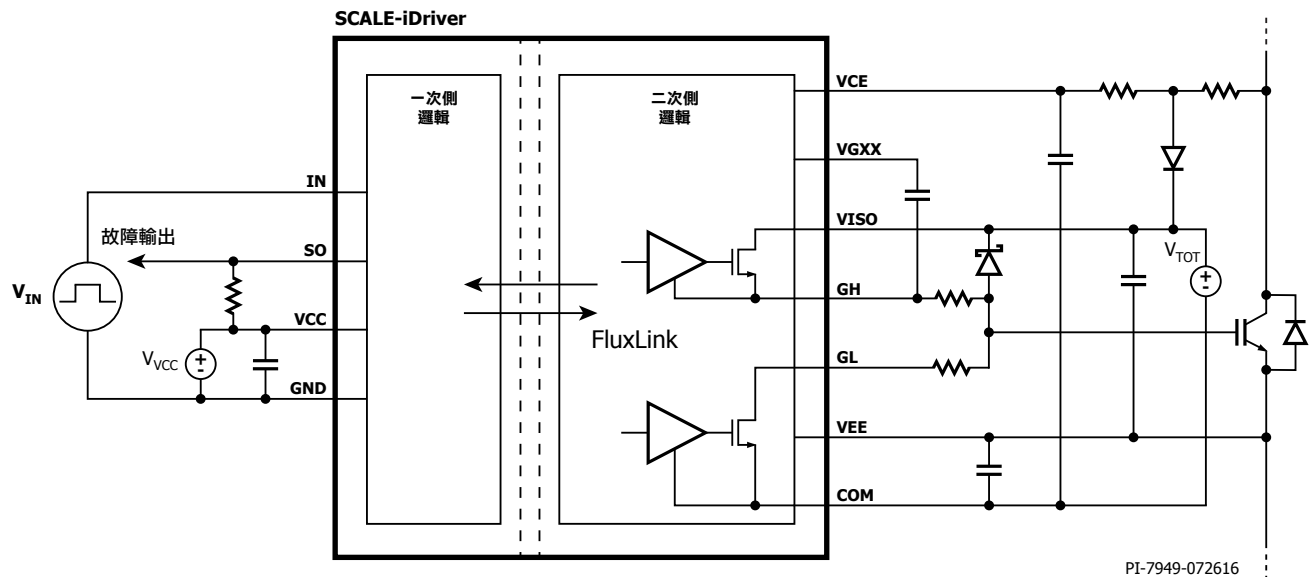 SCALE-iDriver
一次側
邏輯
二次側
邏輯
VCE
VGXX
IN
VISO
故障輸出
SO
VTOT
GH
VIN
VCC
FluxLink
VVCC
GL
GND
VEE
COM
PI-7949-072616